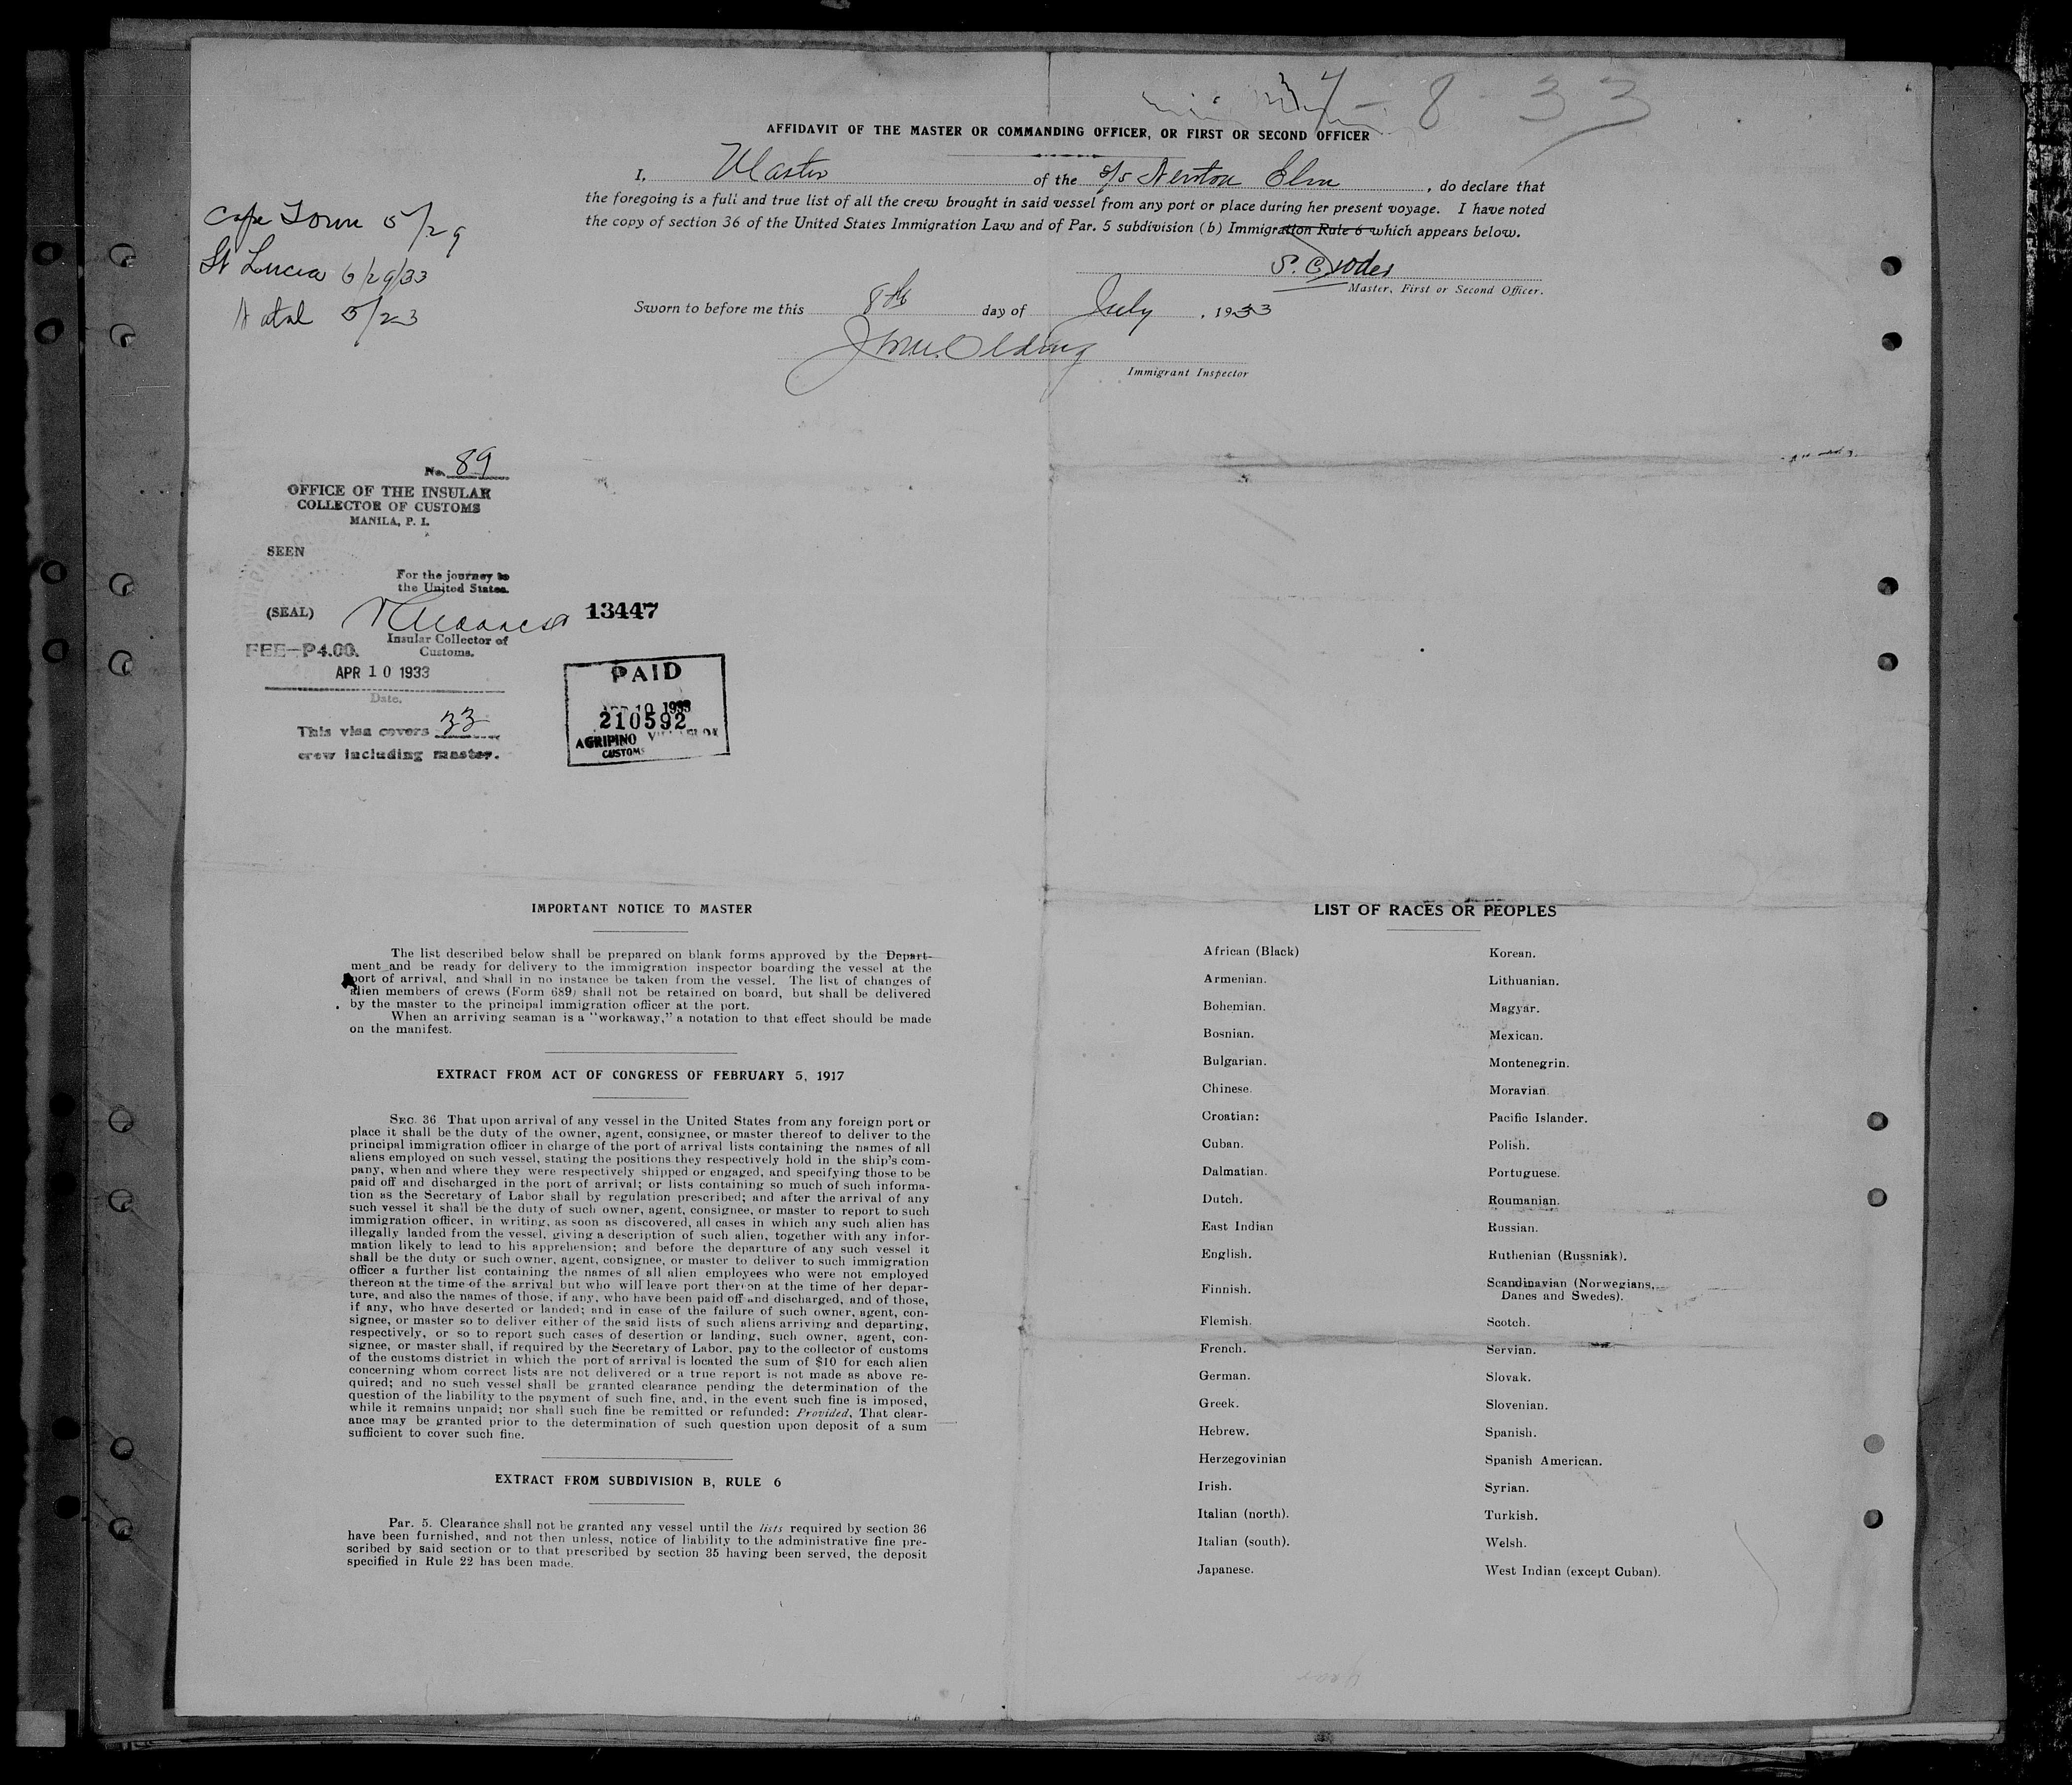 7-8-33
AFFIDAVIT OF THE MASTER OR COMMANDING OFFICER, OR FIRST OR SECOND OFFICER
I, Master of the s/s Newton Elm, do declare that
the foregoing is a full and true list of all the crew brought in said vessel from any port or place during her present voyage. I have noted
the copy of section 36 of the United States Immigration Law and of Par. 5 subdivision (b) Immigration Rule 6 which appears below.
Cape Town 5/29
St Lucia 6/29/33
Natal 5/23
Master, First or Second Officer.
Sworn to before me this 8th day of July, 1933
Immigrant Inspector
No. 89
OFFICE OF THE INSULAR
COLLECTOR OF CUSTOMS
MANILA, P. I.
SEEN
For the journey to
the United States.
(SEAL)
13447
Insular Collector of
Customs.
FEE-P4.00.
APR 10 1933
Date.
This visa covers 33
crew including master.
PAID
APR 10 1933
210592
AGRIPINO
CUSTOMS
IMPORTANT NOTICE TO MASTER
The list described below shall be prepared on blank forms approved by the Depart-
ment and be ready for delivery to the immigration inspector boarding the vessel at the
port of arrival, and shall in no instance be taken from the vessel. The list of changes of
alien members of crews (Form 689) shall not be retained on board, but shall be delivered
by the master to the principal immigration officer at the port.
When an arriving seaman is a "workaway," a notation to that effect should be made
on the manifest.
EXTRACT FROM ACT OF CONGRESS OF FEBRUARY 5, 1917
SEC. 36 That upon arrival of any vessel in the United States from any foreign port or
place it shall be the duty of the owner, agent, consignee, or master thereof to deliver to the
principal immigration officer in charge of the port of arrival lists containing the names of all
aliens employed on such vessel, stating the positions they respectively hold in the ship's com-
pany, when and where they were respectively shipped or engaged, and specifying those to be
paid off and discharged in the port of arrival; or lists containing so much of such informa-
tion as the Secretary of Labor shall by regulation prescribed; and after the arrival of any
such vessel it shall be the duty of such owner, agent, consignee, or master to report to such
immigration officer, in writing, as soon as discovered, all cases in which any such alien has
illegally landed from the vessel, giving a description of such alien, together with any infor-
mation likely to lead to his apprehension; and before the departure of any such vessel it
shall be the duty or such owner, agent, consignee, or master to deliver to such immigration
officer a further list containing the names of all alien employees who were not employed
thereon at the time of the arrival but who will leave port thereon at the time of her depar-
ture, and also the names of those, if any, who have been paid off and discharged, and of those,
if any, who have deserted or landed; and in case of the failure of such owner, agent, con-
signee, or master so to deliver either of the said lists of such aliens arriving and departing,
respectively, or so to report such cases of desertion or landing, such owner, agent, con-
signee, or master shall, if required by the Secretary of Labor, pay to the collector of customs
of the customs district in which the port of arrival is located the sum of $10 for each alien
concerning whom correct lists are not delivered or a true report is not made as above re-
quired; and no such vessel shall be granted clearance pending the determination of the
question of the liability to the payment of such fine, and, in the event such fine is imposed,
while it remains unpaid; nor shall such fine be remitted or refunded: Provided, That clear-
ance may be granted prior to the determination of such question upon deposit of a sum
sufficient to cover such fine.
EXTRACT FROM SUBDIVISION B, RULE 6
Par. 5. Clearance shall not be granted any vessel until the lists required by section 36
have been furnished, and not then unless, notice of liability to the administrative fine pre-
scribed by said section or to that prescribed by section 35 having been served, the deposit
specified in Rule 22 has been made.
LIST OF RACES OR PEOPLES
African (Black)
Armenian.
Bohemian.
Bosnian.
Bulgarian.
Chinese.
Croatian:
Cuban.
Dalmatian.
Dutch.
East Indian
English.
Finnish.
Flemish.
French.
German.
Greek.
Hebrew.
Herzegovinian
Irish.
Italian (north).
Italian (south).
Japanese.
Korean.
Lithuanian.
Magyar.
Mexican.
Montenegrin.
Moravian.
Pacific Islander.
Polish.
Portuguese.
Roumanian.
Russian.
Ruthenian (Russniak).
Scandinavian (Norwegians,
Danes and Swedes).
Scotch.
Servian.
Slovak.
Slovenian.
Spanish.
Spanish American.
Syrian.
Turkish.
Welsh.
West Indian (except Cuban).